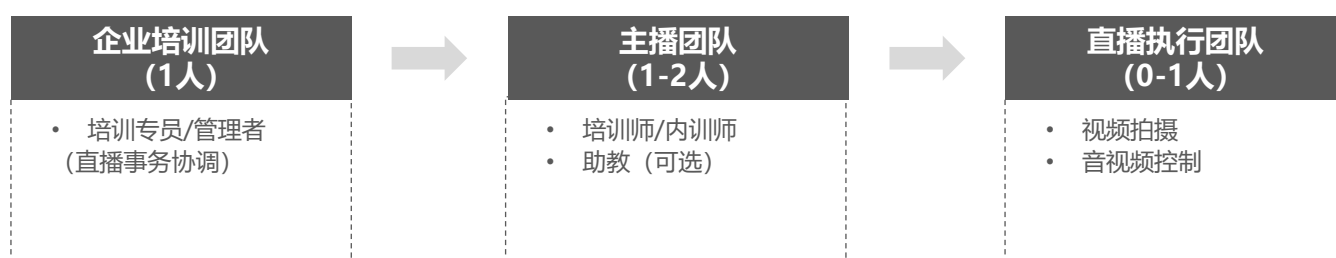 企业培训团队
(1人)
• 培训专员/管理者
(直播事务协调)
主播团队
(1-2人)
• 培训师/内训师
• 助教（可选）
直播执行团队
(0-1人)
• 视频拍摄
• 音视频控制